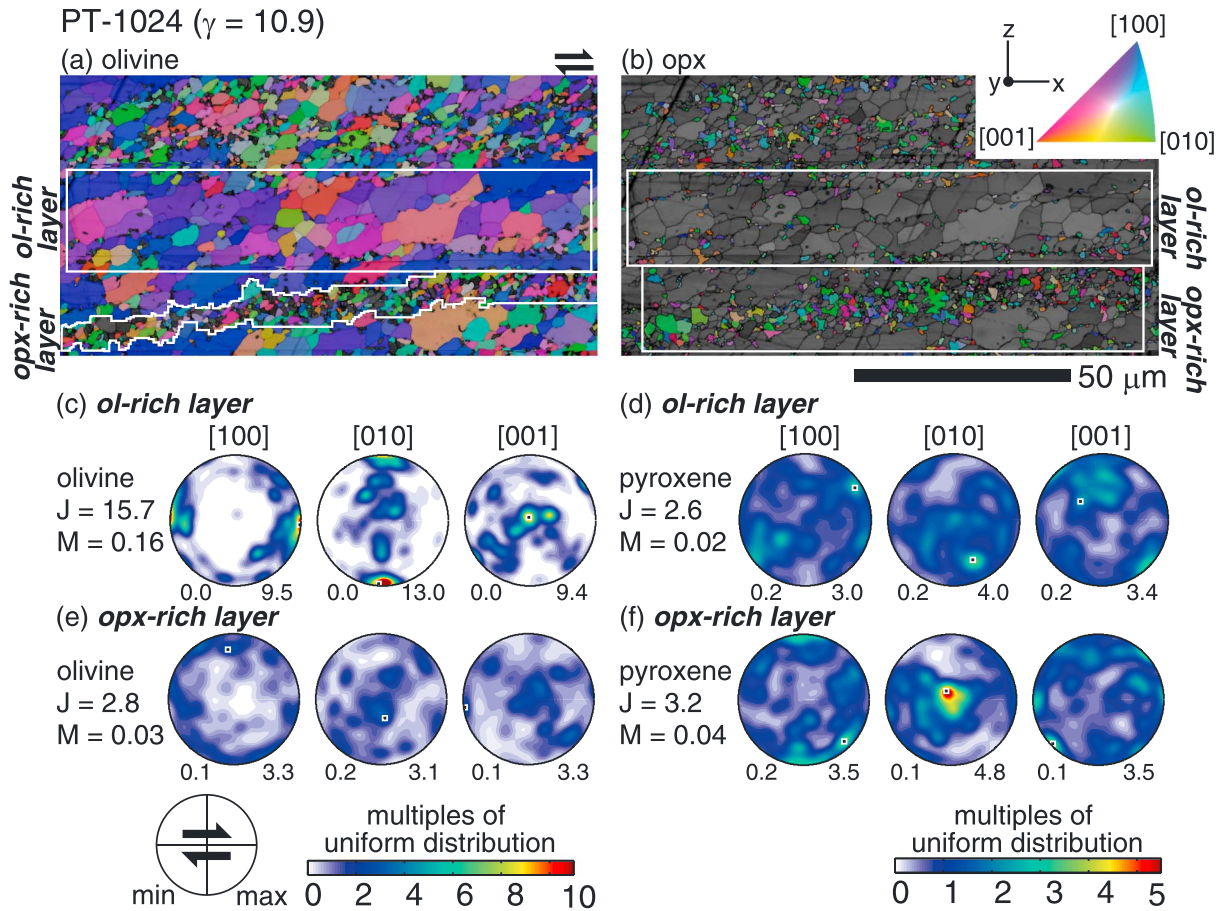 PT-1024 (γ = 10.9)
(a) olivine
(b) opx
z
y
x
[100]
[001]
[010]
ol-rich
layer
opx-rich
layer
ol-rich
layer
opx-rich
layer
50 μm
(c) ol-rich layer
[100] [010] [001]
olivine
J = 15.7
M = 0.16
0.0 9.5 0.0 13.0 0.0 9.4
(d) ol-rich layer
[100] [010] [001]
pyroxene
J = 2.6
M = 0.02
0.2 3.0 0.2 4.0 0.2 3.4
(e) opx-rich layer
olivine
J = 2.8
M = 0.03
0.1 3.3 0.2 3.1 0.1 3.3
(f) opx-rich layer
pyroxene
J = 3.2
M = 0.04
0.2 3.5 0.1 4.8 0.1 3.5
min max
multiples of
uniform distribution
0 2 4 6 8 10
multiples of
uniform distribution
0 1 2 3 4 5